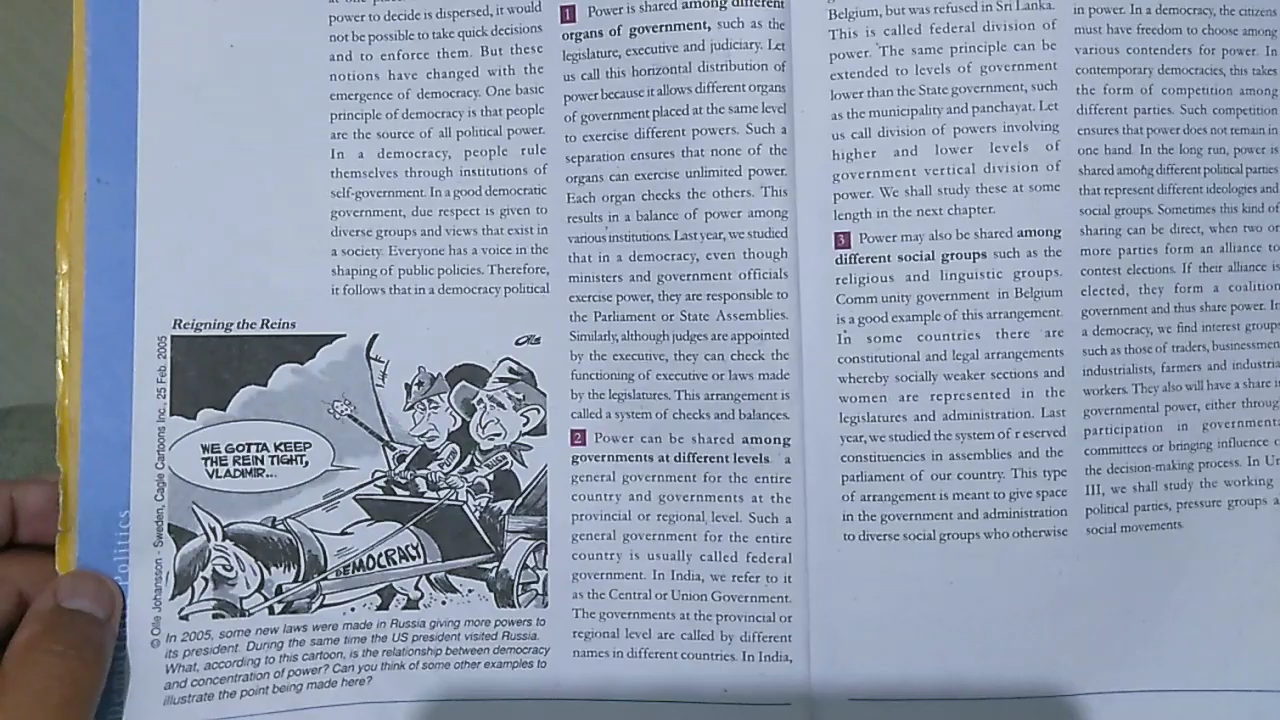 power to decide is dispersed, it would
not be possible to take quick decisions
and to enforce them. But these
notions have changed with the
emergence of democracy. One basic
principle of democracy is that people
are the source of all political power.
In a democracy, people rule
themselves through institutions of
self-government. In a good democratic
government, due respect is given to
diverse groups and views that exist in
a society. Everyone has a voice in the
shaping of public policies. Therefore,
it follows that in a democracy political
Reigning the Reins
© Olle Johansson - Sweden, Cagle Cartoons Inc., 25 Feb. 2005
Olle
WE GOTTA KEEP
THE REIN TIGHT,
VLADIMIR...
PUTIN
BUSH
DEMOCRACY
In 2005, some new laws were made in Russia giving more powers to
its president. During the same time the US president visited Russia.
What, according to this cartoon, is the relationship between democracy
and concentration of power? Can you think of some other examples to
illustrate the point being made here?
Politics
1 Power is shared among different
organs of government, such as the
legislature, executive and judiciary. Let
us call this horizontal distribution of
power because it allows different organs
of government placed at the same level
to exercise different powers. Such a
separation ensures that none of the
organs can exercise unlimited power.
Each organ checks the others. This
results in a balance of power among
various institutions. Last year, we studied
that in a democracy, even though
ministers and government officials
exercise power, they are responsible to
the Parliament or State Assemblies.
Similarly, although judges are appointed
by the executive, they can check the
functioning of executive or laws made
by the legislatures. This arrangement is
called a system of checks and balances.
2 Power can be shared among
governments at different levels a
general government for the entire
country and governments at the
provincial or regional level. Such a
general government for the entire
country is usually called federal
government. In India, we refer to it
as the Central or Union Government.
The governments at the provincial or
regional level are called by different
names in different countries. In India,
Belgium, but was refused in Sri Lanka.
This is called federal division of
power. The same principle can be
extended to levels of government
lower than the State government, such
as the municipality and panchayat. Let
us call division of powers involving
higher and lower levels of
government vertical division of
power. We shall study these at some
length in the next chapter.
3 Power may also be shared among
different social groups such as the
religious and linguistic groups.
Comm unity government in Belgium
is a good example of this arrangement.
In some countries there are
constitutional and legal arrangements
whereby socially weaker sections and
women are represented in the
legislatures and administration. Last
year, we studied the system of r eserved
constituencies in assemblies and the
parliament of our country. This type
of arrangement is meant to give space
in the government and administration
to diverse social groups who otherwise
in power. In a democracy, the citizens
must have freedom to choose among
various contenders for power. In
contemporary democracies, this takes
the form of competition among
different parties. Such competition
ensures that power does not remain in
one hand. In the long run, power is
shared among different political parties
that represent different ideologies and
social groups. Sometimes this kind of
sharing can be direct, when two or
more parties form an alliance to
contest elections. If their alliance is
elected, they form a coalition
government and thus share power. In
a democracy, we find interest group
such as those of traders, businessmen
industrialists, farmers and industria
workers. They also will have a share i
governmental power, either throug
participation in government
committees or bringing influence
the decision-making process. In Un
III, we shall study the working
political parties, pressure groups a
social movements.